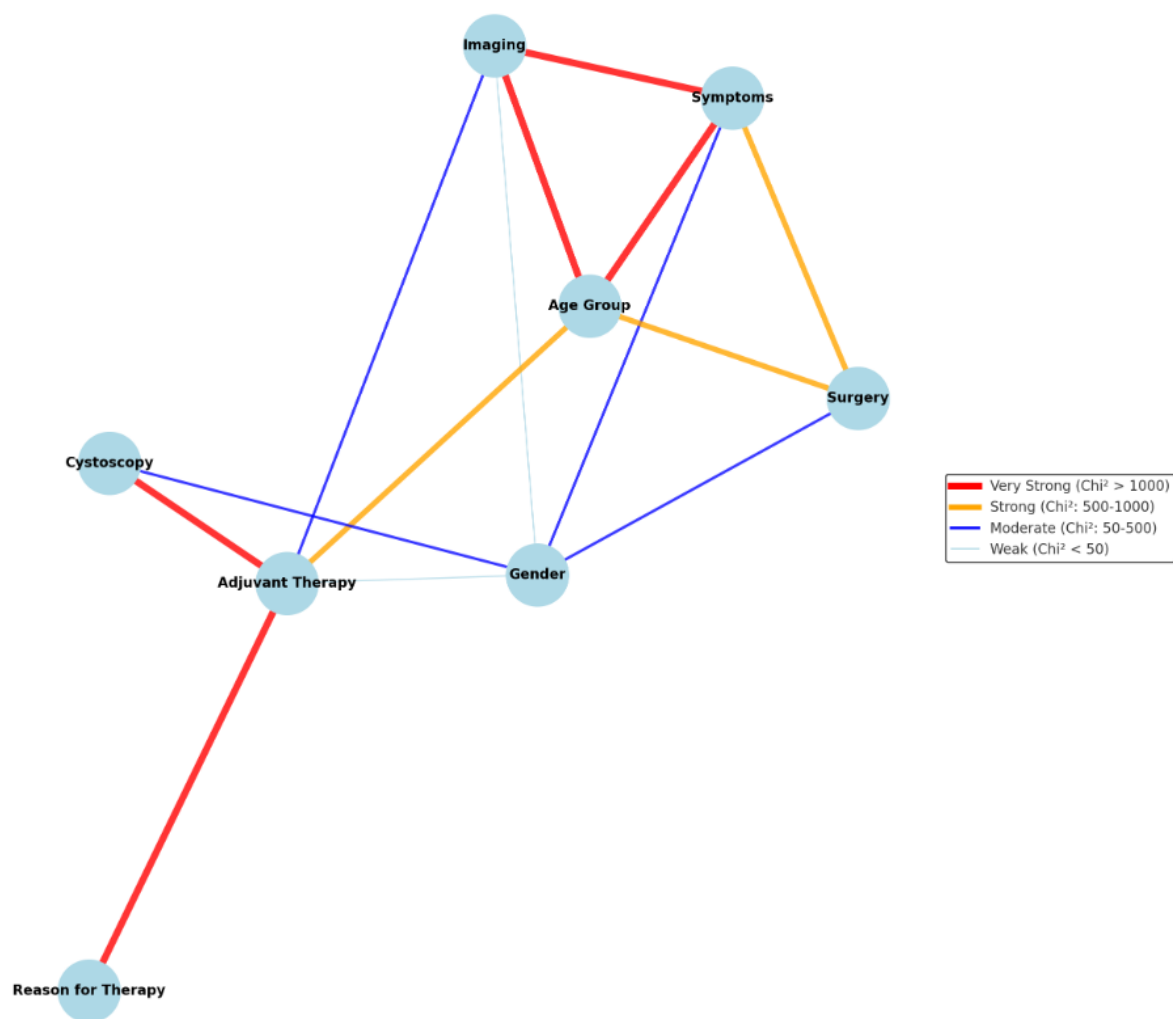 Imaging
Symptoms
Age Group
Surgery
Cystoscopy
Adjuvant Therapy
Gender
Reason for Therapy
Very Strong (Chi² > 1000)
Strong (Chi²: 500-1000)
Moderate (Chi²: 50-500)
Weak (Chi² < 50)